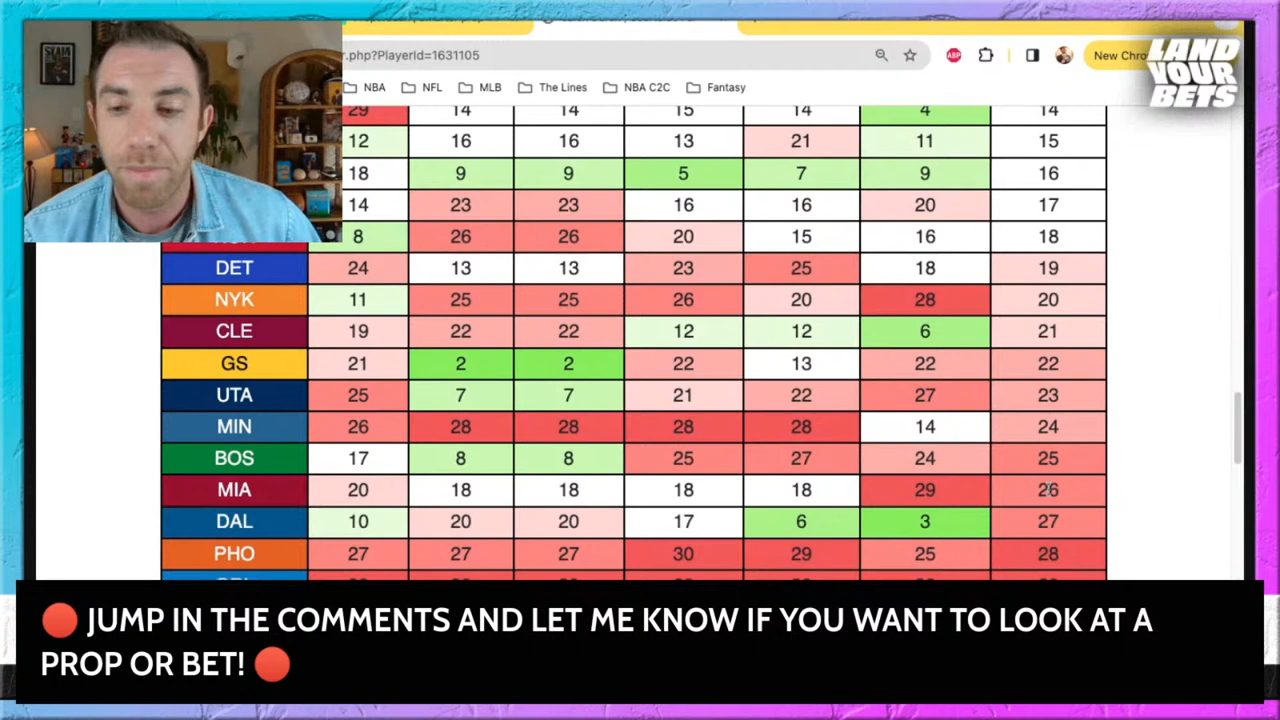 .php?PlayerId=1631105
ABP
New Chro
LAND
YOUR
BETS
NBA NFL MLB The Lines NBA C2C Fantasy
29 14 14 15 14 4 14
12 16 16 13 21 11 15
18 9 9 5 7 9 16
14 23 23 16 16 20 17
8 26 26 20 15 16 18
DET 24 13 13 23 25 18 19
NYK 11 25 25 26 20 28 20
CLE 19 22 22 12 12 6 21
GS 21 2 2 22 13 22 22
UTA 25 7 7 21 22 27 23
MIN 26 28 28 28 28 14 24
BOS 17 8 8 25 27 24 25
MIA 20 18 18 18 18 29 26
DAL 10 20 20 17 6 3 27
PHO 27 27 27 30 29 25 28
🔴 JUMP IN THE COMMENTS AND LET ME KNOW IF YOU WANT TO LOOK AT A
PROP OR BET! 🔴